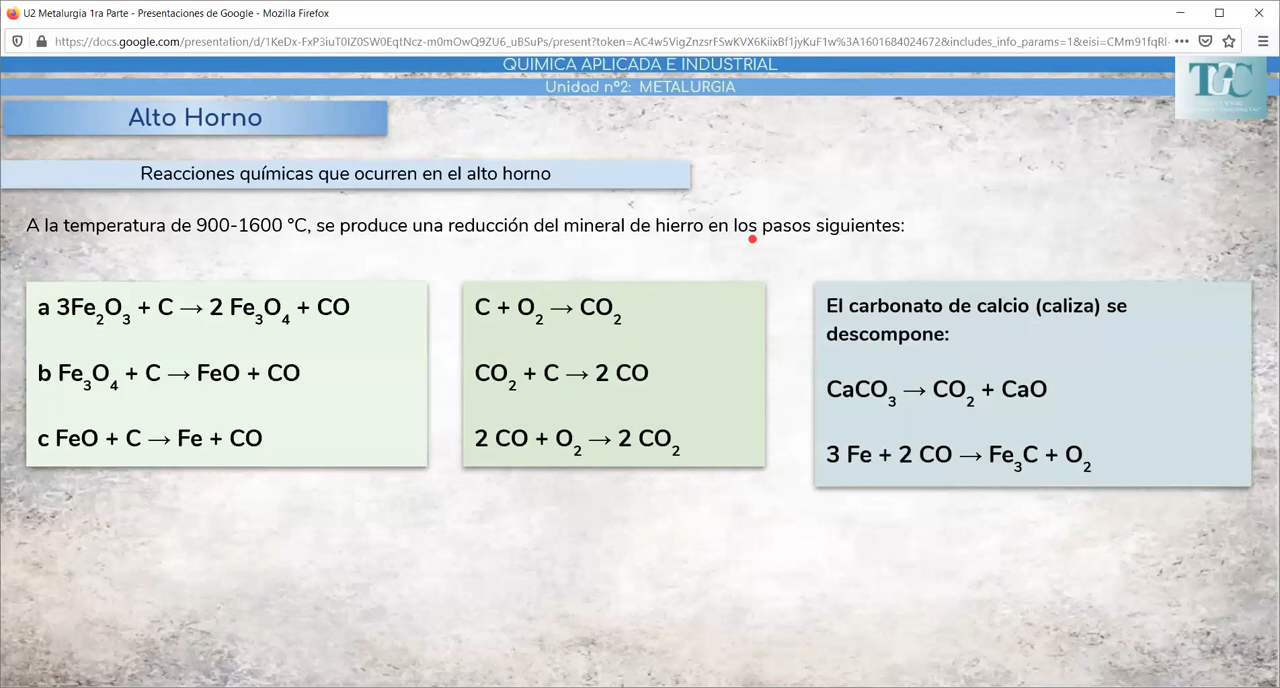 U2 Metalurgia 1ra Parte - Presentaciones de Google - Mozilla Firefox
https://docs.google.com/presentation/d/1KeDx-FxP3iuT0IZ0SW0EqtNcz-m0mOwQ9ZU6_uBSuPs/present?token=AC4w5VigZnzsrFSwKVX6KiixBf1jyKuF1w%3A1601684024672&includes_info_params=1&eisi=CMm91fqRl-
QUIMICA APLICADA E INDUSTRIAL
Unidad nº2: METALURGIA
TGC
Alto Horno
Reacciones químicas que ocurren en el alto horno
A la temperatura de 900-1600 °C, se produce una reducción del mineral de hierro en los pasos siguientes:
a 3Fe₂O₃ + C → 2 Fe₃O₄ + CO
b Fe₃O₄ + C → FeO + CO
c FeO + C → Fe + CO
C + O₂ → CO₂
CO₂ + C → 2 CO
2 CO + O₂ → 2 CO₂
El carbonato de calcio (caliza) se
descompone:
CaCO₃ → CO₂ + CaO
3 Fe + 2 CO → Fe₃C + O₂